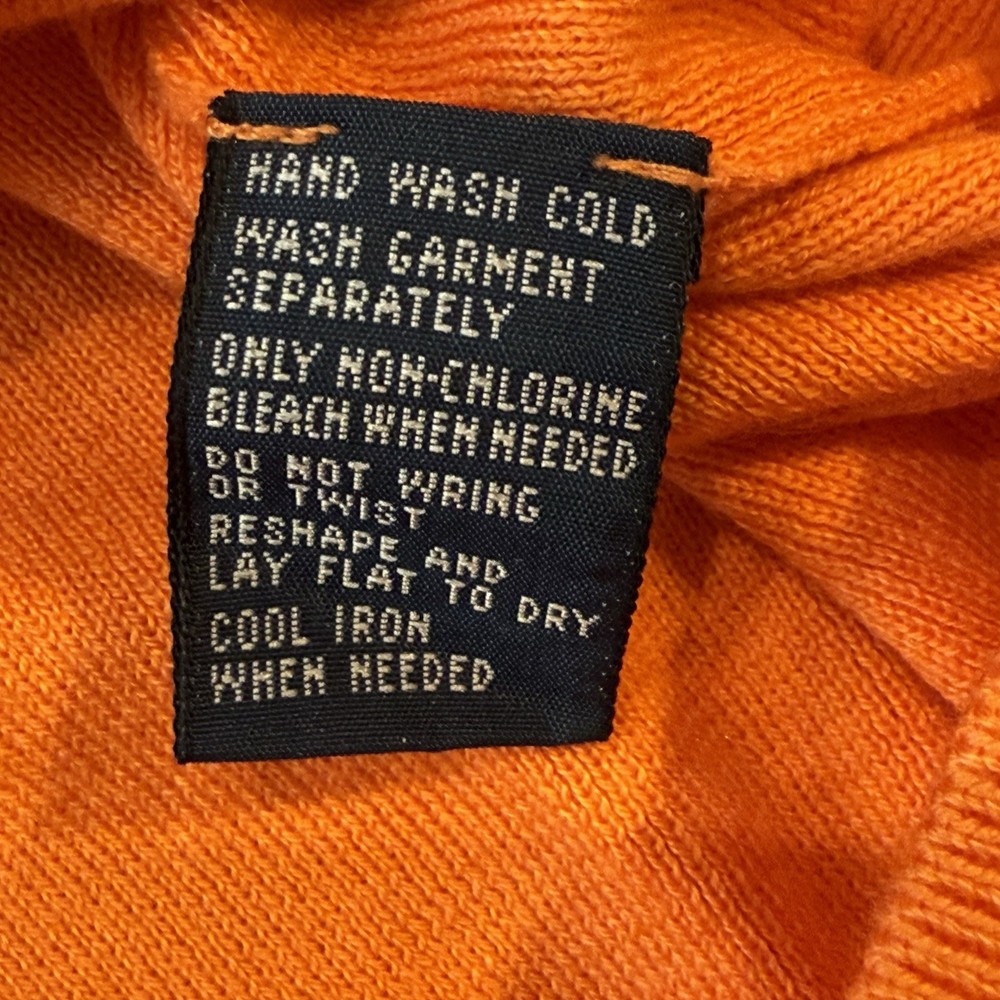 HAND WASH COLD
WASH GARMENT
SEPARATELY
ONLY NON-CHLORINE
BLEACH WHEN NEEDED
DO NOT WRING
OR TWIST
RESHAPE AND
LAY FLAT TO DRY
COOL IRON
WHEN NEEDED